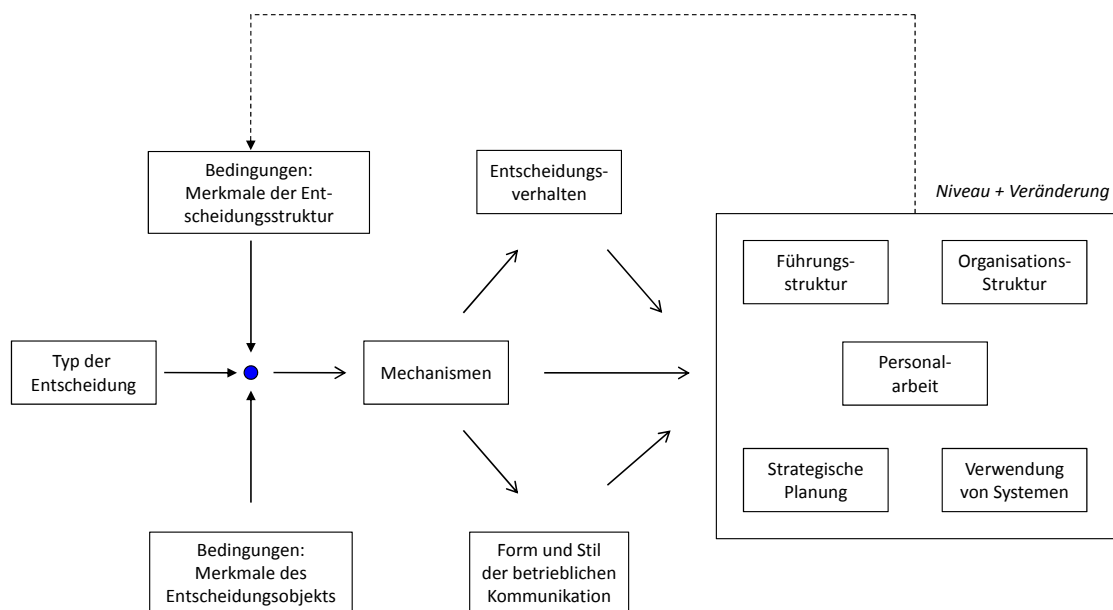 Bedingungen:
Merkmale der Ent-
scheidungsstruktur
Entscheidungs-
verhalten
Niveau + Veränderung
Führungs-
struktur
Organisations-
Struktur
Typ der
Entscheidung
Mechanismen
Personal-
arbeit
Strategische
Planung
Verwendung
von Systemen
Bedingungen:
Merkmale des
Entscheidungsobjekts
Form und Stil
der betrieblichen
Kommunikation